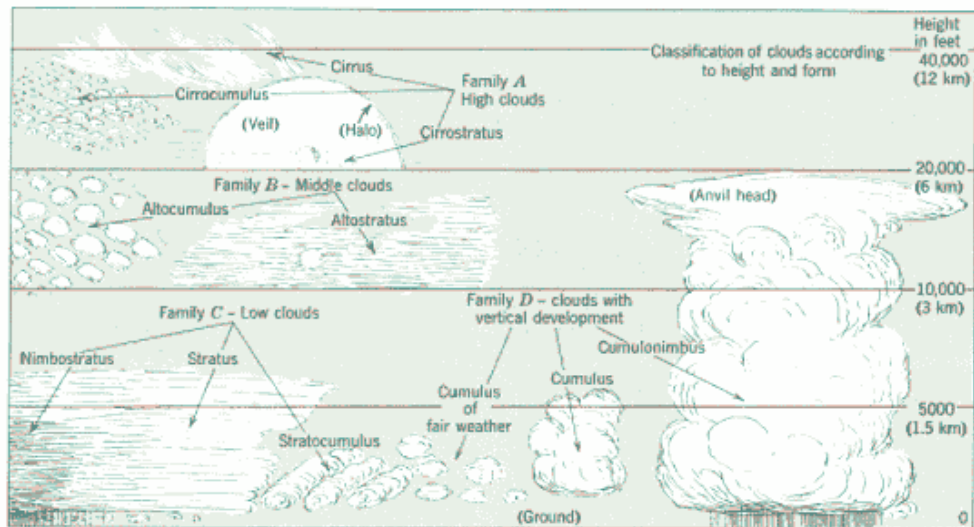 Height
in feet
40,000
(12 km)
Classification of clouds according
to height and form
Cirrus
Family A
High clouds
Cirrocumulus
(Veil)
(Halo)
Cirrostratus
20,000
(6 km)
Family B – Middle clouds
Altocumulus
Altostratus
(Anvil head)
10,000
(3 km)
Family C – Low clouds
Nimbostratus
Stratus
Stratocumulus
Family D – clouds with
vertical development
Cumulonimbus
Cumulus
Cumulus
of
fair weather
5000
(1.5 km)
(Ground)
0